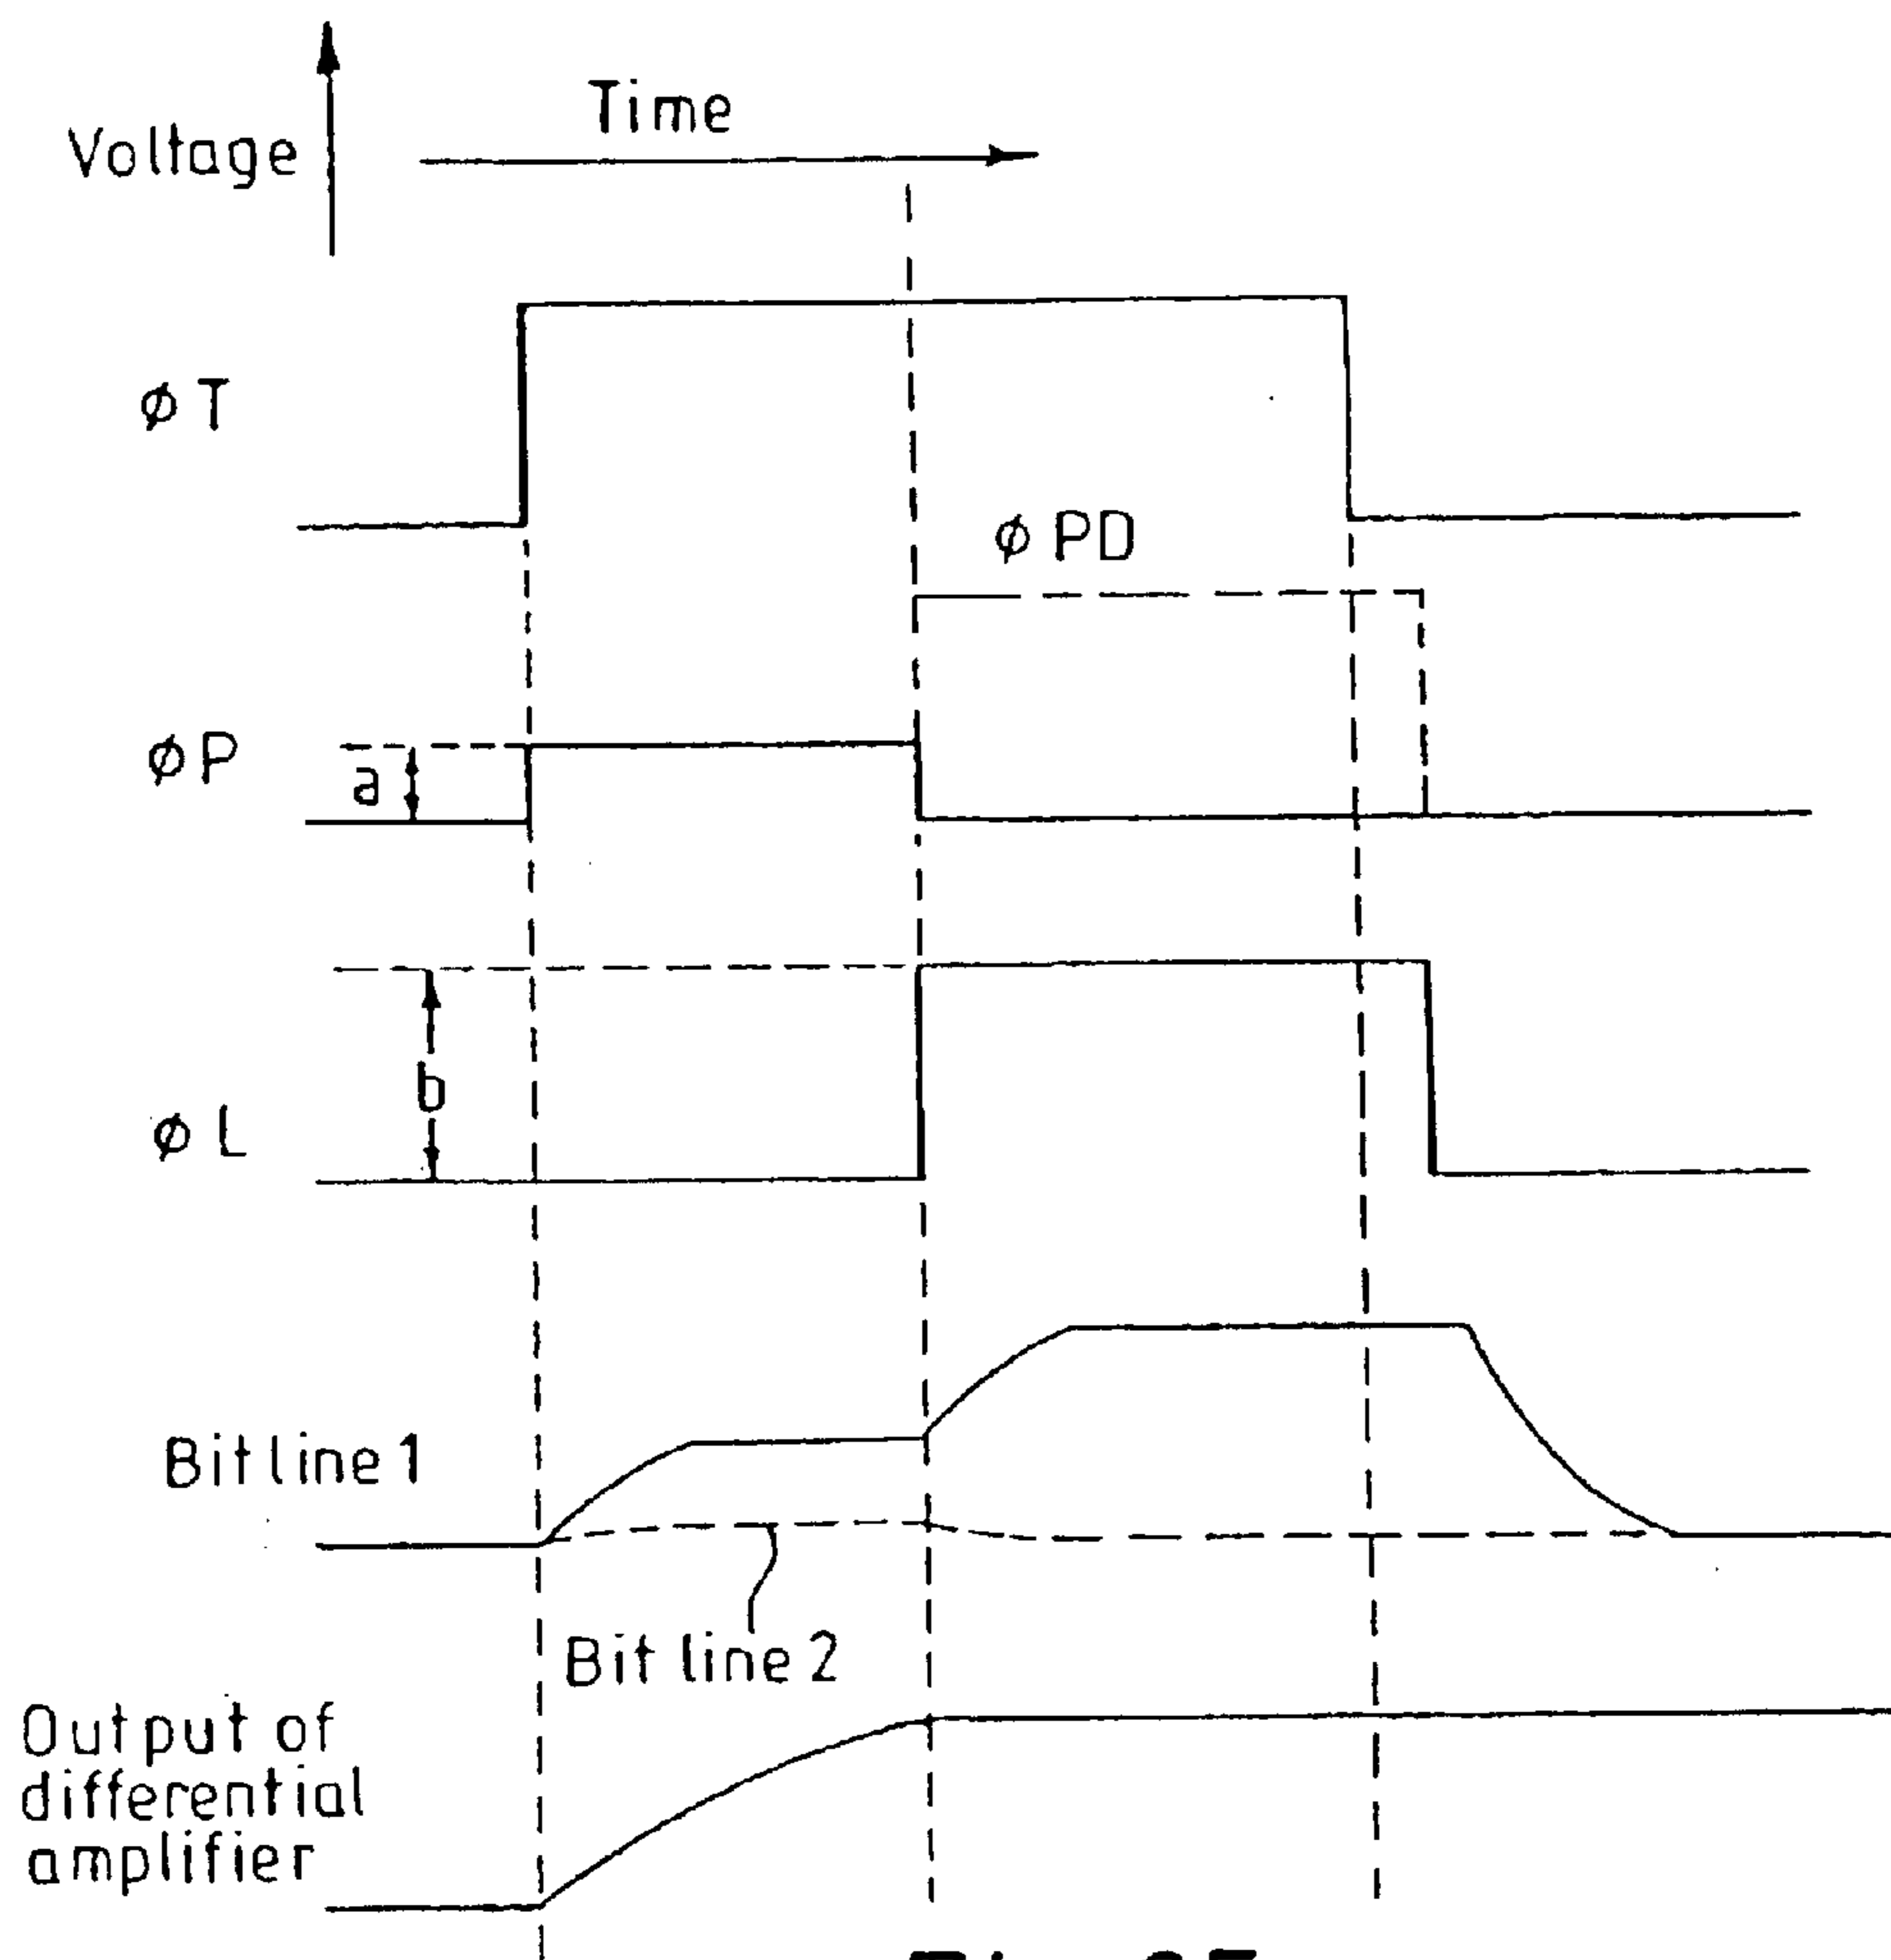 Time
Voltage
φT
φPD
φP
a
b
φL
Bit line 1
Bit line 2
Output of
differential
amplifier